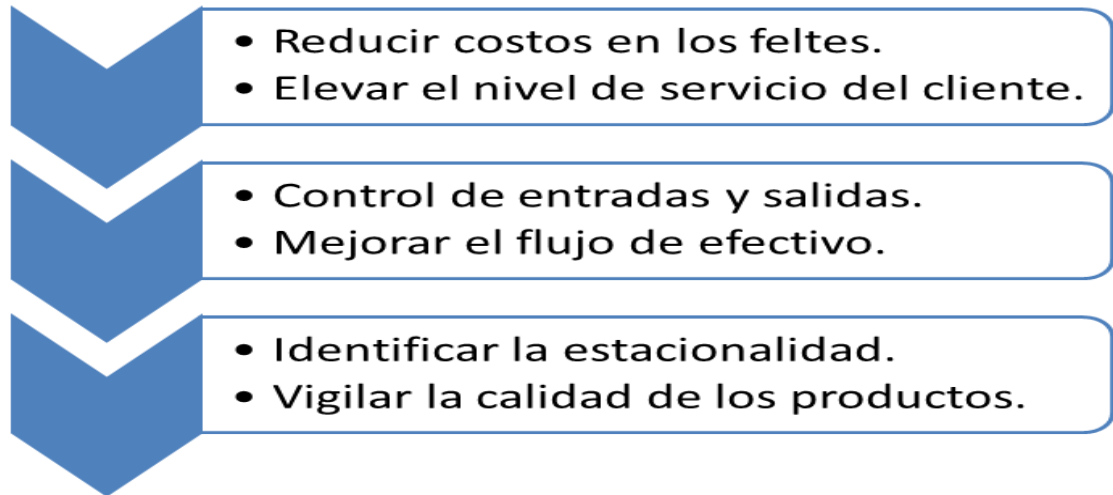 • Reducir costos en los feltes.
• Elevar el nivel de servicio del cliente.
• Control de entradas y salidas.
• Mejorar el flujo de efectivo.
• Identificar la estacionalidad.
• Vigilar la calidad de los productos.